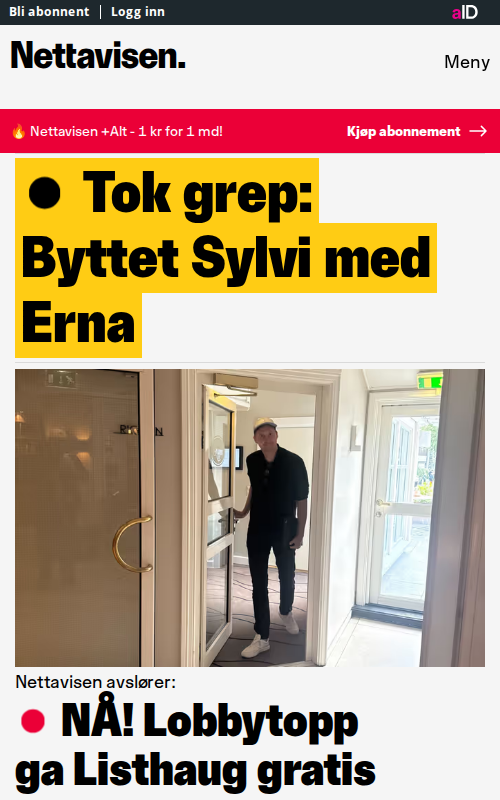 Bli abonnent | Logg inn
aID
Nettavisen.
Meny
🔥 Nettavisen +Alt - 1 kr for 1 md!
Kjøp abonnement →
Tok grep:
Byttet Sylvi med
Erna
Nettavisen avslører:
NÅ! Lobbytopp
ga Listhaug gratis